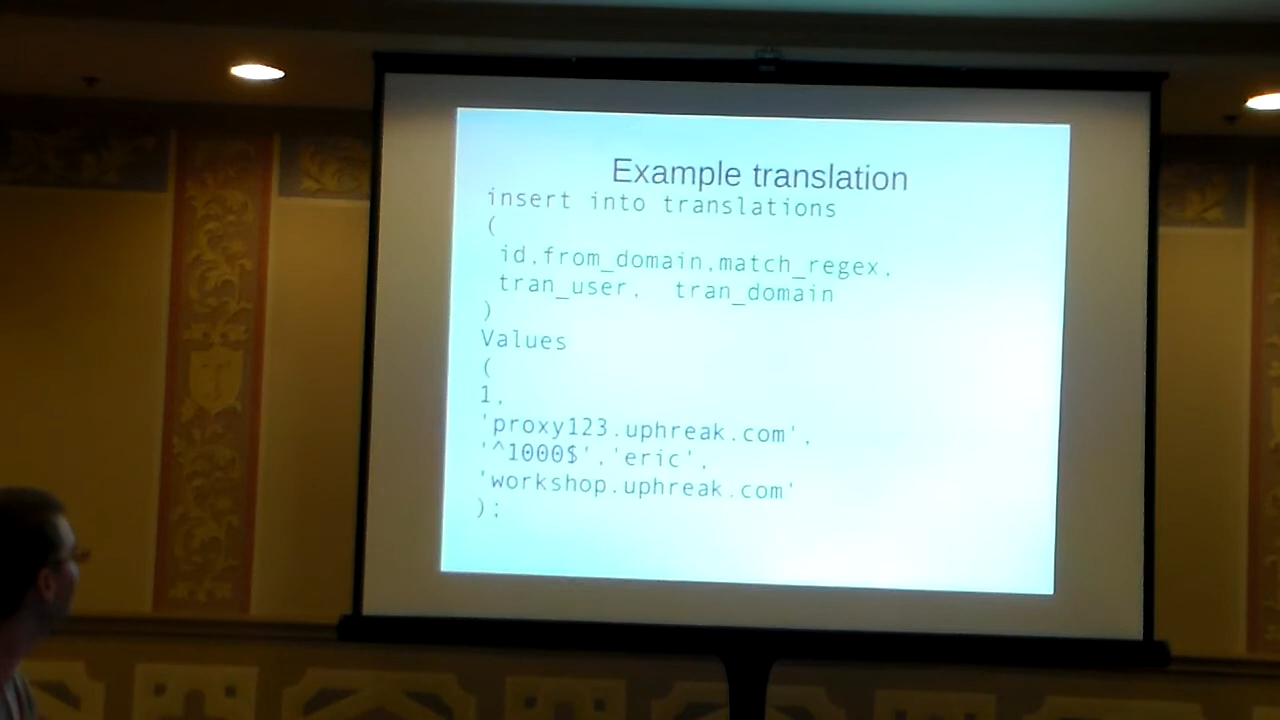 Example translation
insert into translations
(
id,from_domain,match_regex,
tran_user, tran_domain
)
Values
(
1,
'proxy123.uphreak.com',
'^1000$','eric',
'workshop.uphreak.com'
);